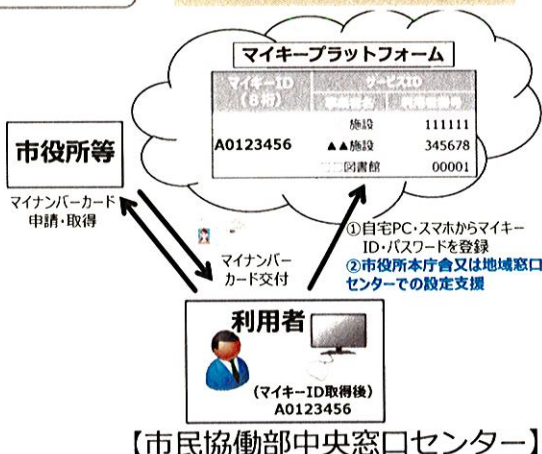 マイキープラットフォーム
マイキーID
(8桁)
サービスID
施設 111111
A0123456 ▲▲施設 345678
図書館 00001
市役所等
マイナンバーカード
申請・取得
マイナンバー
カード交付
①自宅PC・スマホからマイキー
ID・パスワードを登録
②市役所本庁舎又は地域窓口
センターでの設定支援
利用者
(マイキーID取得後)
A0123456
【市民協働部中央窓口センター】